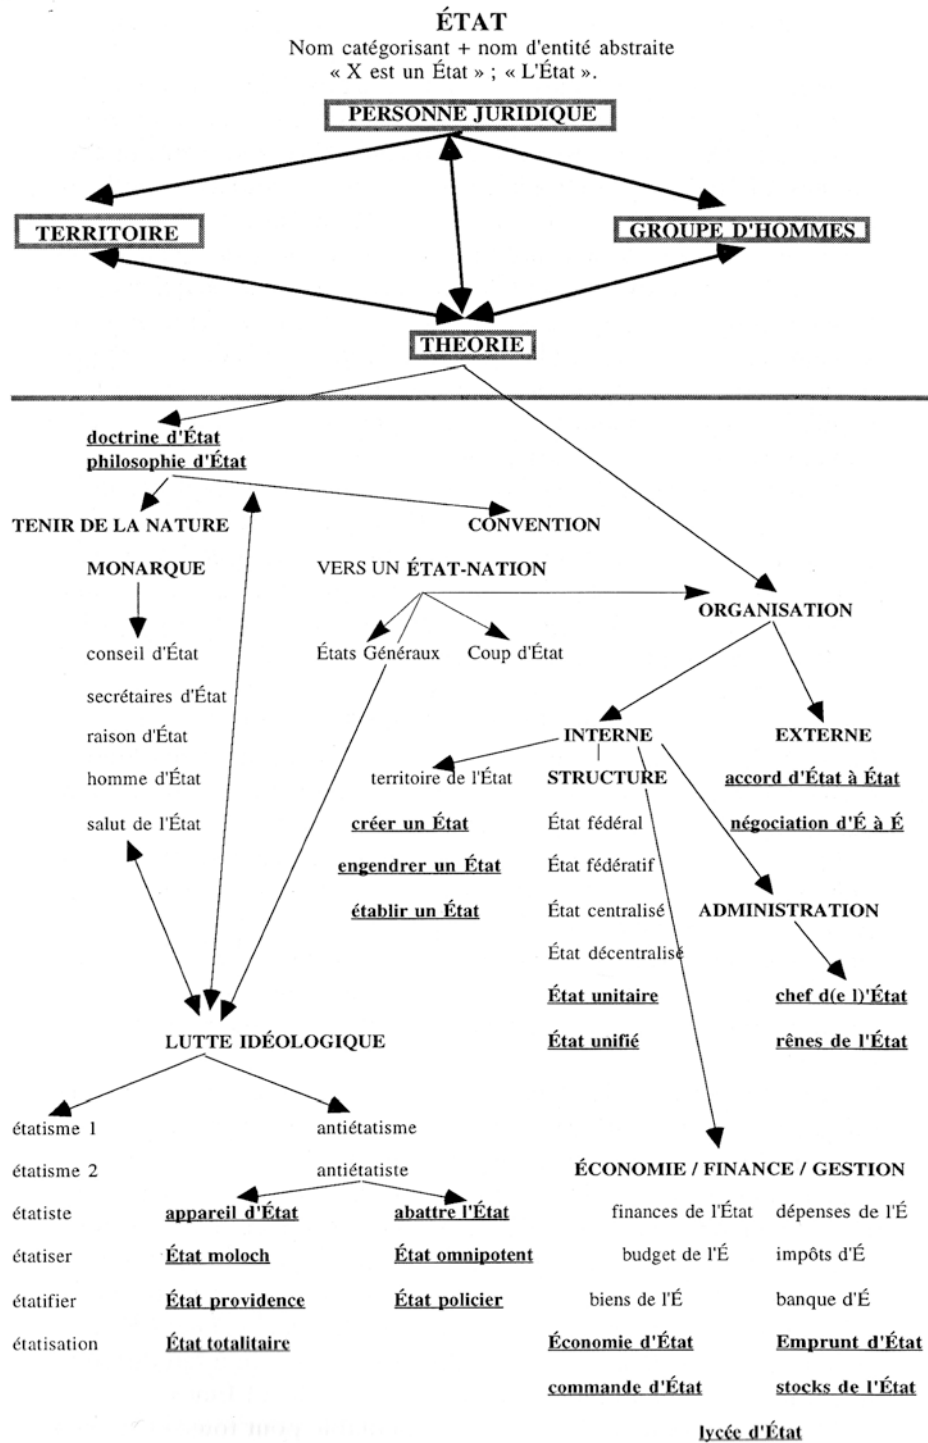 ÉTAT
Nom catégorisant + nom d'entité abstraite
« X est un État » ; « L'État ».
PERSONNE JURIDIQUE
TERRITOIRE
GROUPE D'HOMMES
THEORIE
doctrine d'État
philosophie d'État
TENIR DE LA NATURE
CONVENTION
MONARQUE
VERS UN ÉTAT-NATION
ORGANISATION
conseil d'État
États Généraux
Coup d'État
secrétaires d'État
raison d'État
INTERNE
EXTERNE
homme d'État
territoire de l'État
STRUCTURE
accord d'État à État
salut de l'État
créer un État
État fédéral
négociation d'É à É
engendrer un État
État fédératif
établir un État
État centralisé
ADMINISTRATION
État décentralisé
État unitaire
chef d(e l)'État
LUTTE IDÉOLOGIQUE
État unifié
rênes de l'État
étatisme 1
antiétatisme
étatisme 2
antiétatiste
ÉCONOMIE / FINANCE / GESTION
étatiste
appareil d'État
abattre l'État
finances de l'État
dépenses de l'É
étatiser
État moloch
État omnipotent
budget de l'É
impôts d'É
étatifier
État providence
État policier
biens de l'É
banque d'É
étatisation
État totalitaire
Économie d'État
Emprunt d'État
commande d'État
stocks de l'État
lycée d'État